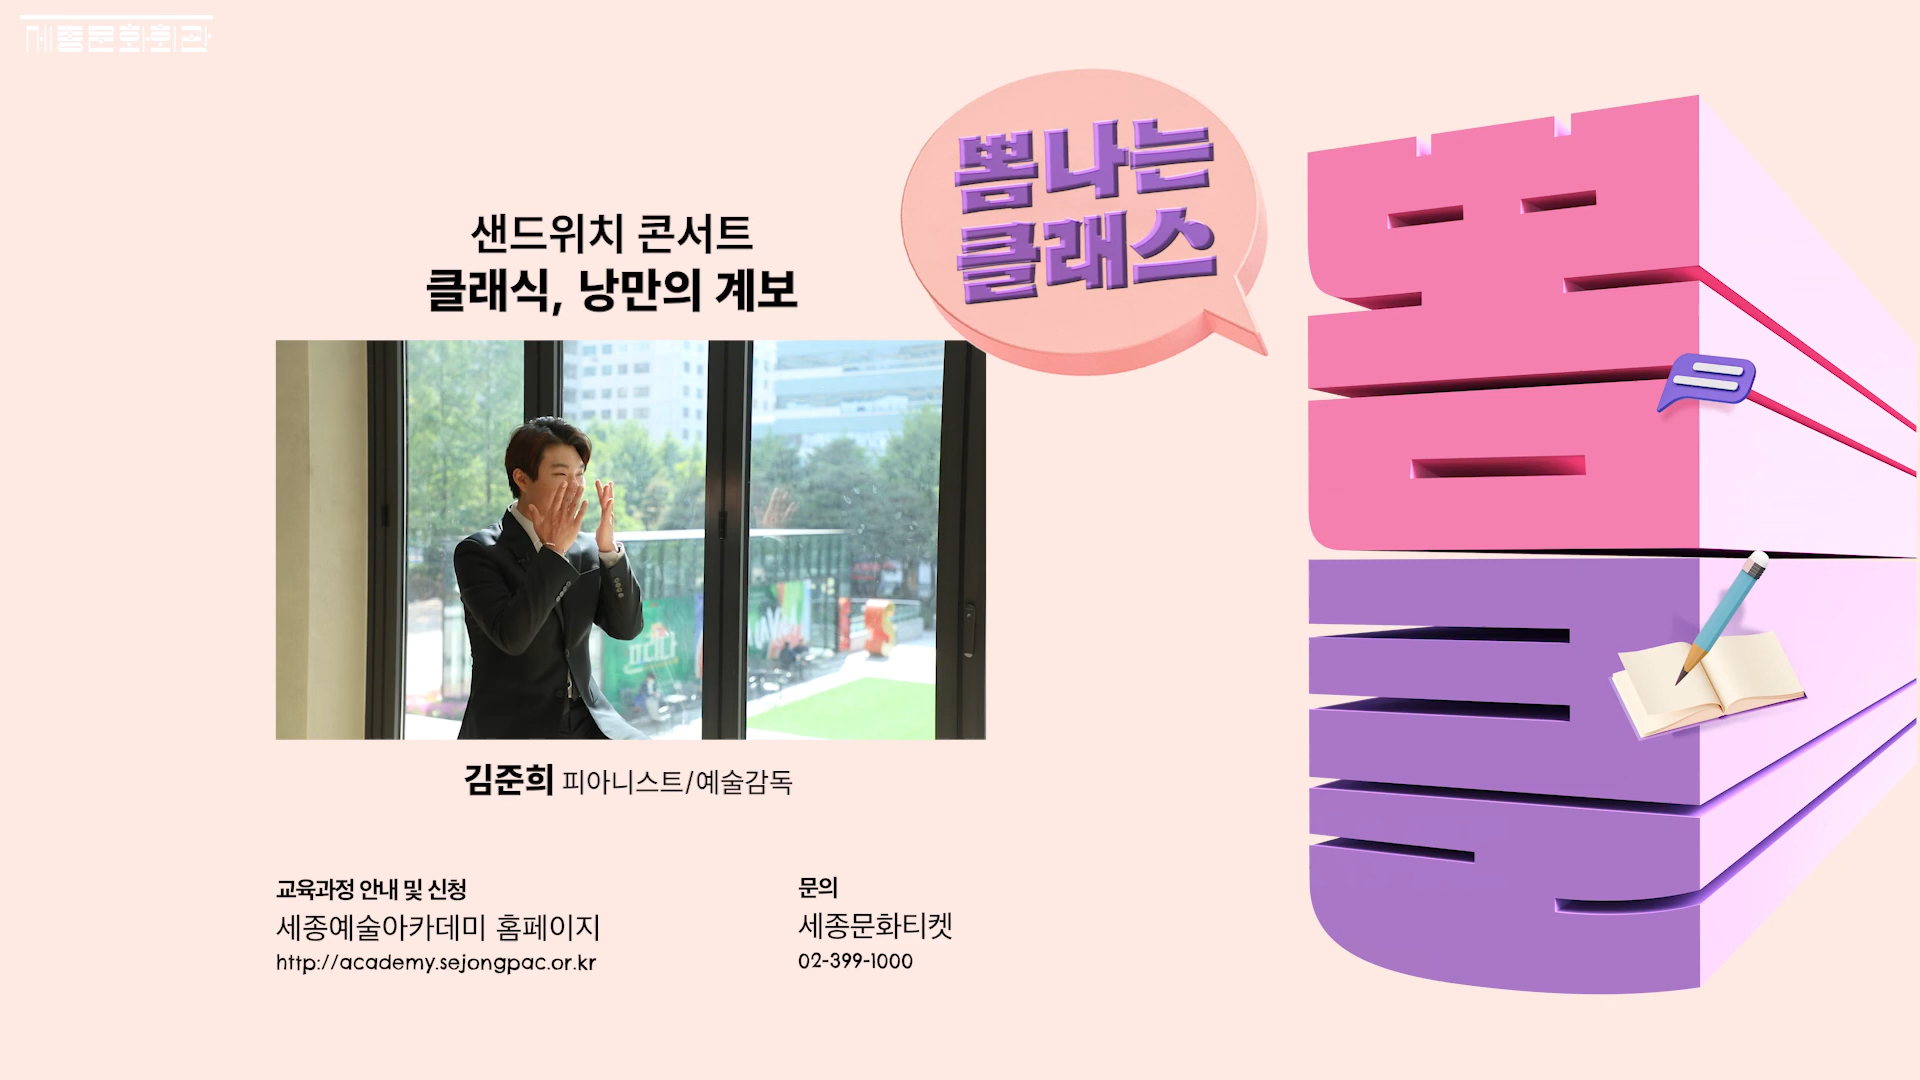 세종문화회관
뽐나는
클래스
샌드위치 콘서트
클래식, 낭만의 계보
김준희 피아니스트/예술감독
교육과정 안내 및 신청
세종예술아카데미 홈페이지
http://academy.sejongpac.or.kr
문의
세종문화티켓
02-399-1000
뽐